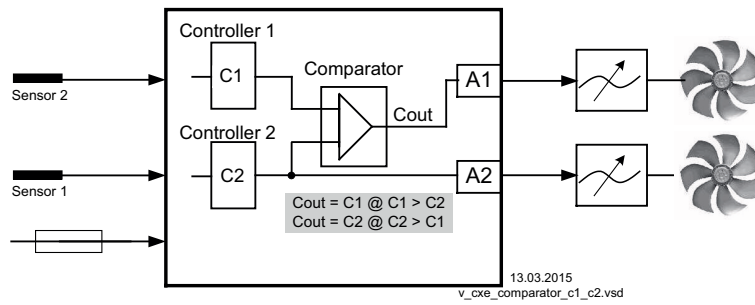 Controller 1
C1
Comparator
Cout
A1
Sensor 2
Controller 2
C2
A2
Sensor 1
Cout = C1 @ C1 > C2
Cout = C2 @ C2 > C1
13.03.2015
v_cxe_comparator_c1_c2.vsd